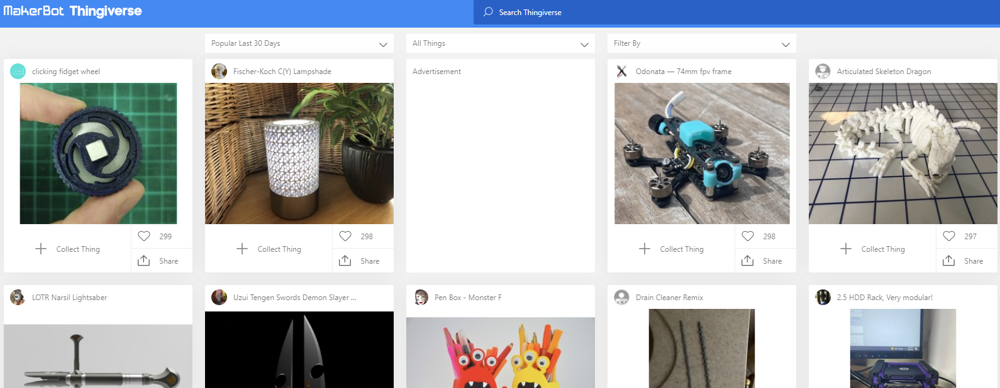 MakerBot Thingiverse
Search Thingiverse
Popular Last 30 Days
All Things
Filter By
clicking fidget wheel
Fischer-Koch C(Y) Lampshade
Advertisement
Odonata — 74mm fpv frame
Articulated Skeleton Dragon
Collect Thing
299
Share
Collect Thing
298
Share
Collect Thing
298
Share
Collect Thing
297
Share
LOTR Narsil Lightsaber
Uzui Tengen Swords Demon Slayer ...
Pen Box - Monster F
Drain Cleaner Remix
2.5 HDD Rack, Very modular!